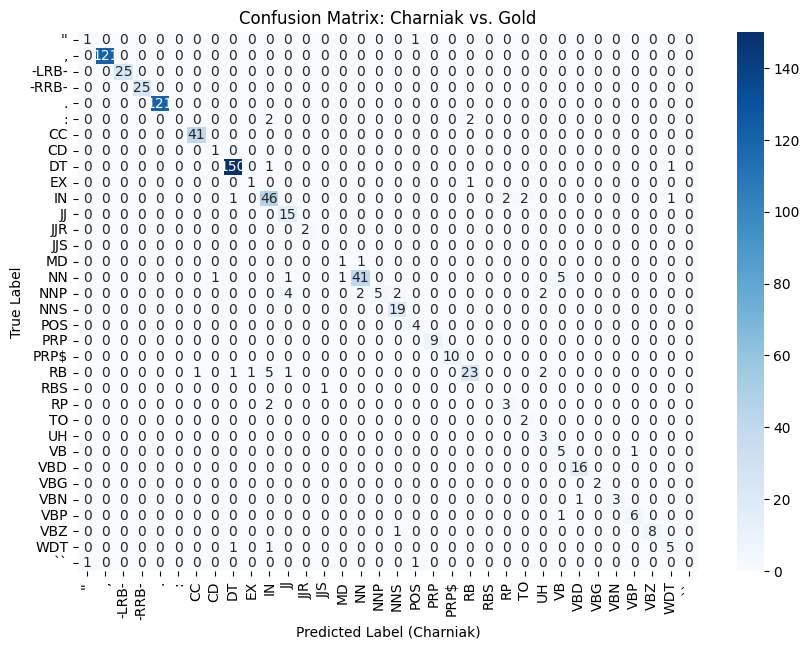 Confusion Matrix: Charniak vs. Gold
'' 1 0 0 0 0 0 0 0 0 0 0 0 0 0 0 0 0 0 1 0 0 0 0 0 0 0 0 0 0 0 0 0 0 0
, 0 121 0 0 0 0 0 0 0 0 0 0 0 0 0 0 0 0 0 0 0 0 0 0 0 0 0 0 0 0 0 0 0 0
-LRB- 0 0 25 0 0 0 0 0 0 0 0 0 0 0 0 0 0 0 0 0 0 0 0 0 0 0 0 0 0 0 0 0 0 0
-RRB- 0 0 0 25 0 0 0 0 0 0 0 0 0 0 0 0 0 0 0 0 0 0 0 0 0 0 0 0 0 0 0 0 0 0
. 0 0 0 0 121 0 0 0 0 0 0 0 0 0 0 0 0 0 0 0 0 0 0 0 0 0 0 0 0 0 0 0 0 0
: 0 0 0 0 0 0 0 0 0 0 2 0 0 0 0 0 0 0 0 0 0 2 0 0 0 0 0 0 0 0 0 0 0 0
CC 0 0 0 0 0 0 41 0 0 0 0 0 0 0 0 0 0 0 0 0 0 0 0 0 0 0 0 0 0 0 0 0 0 0
CD 0 0 0 0 0 0 0 1 0 0 0 0 0 0 0 0 0 0 0 0 0 0 0 0 0 0 0 0 0 0 0 0 0 0
DT 0 0 0 0 0 0 0 0 150 0 1 0 0 0 0 0 0 0 0 0 0 0 0 0 0 0 0 0 0 0 0 0 1 0
EX 0 0 0 0 0 0 0 0 0 1 0 0 0 0 0 0 0 0 0 0 0 1 0 0 0 0 0 0 0 0 0 0 0 0
IN 0 0 0 0 0 0 0 0 1 0 46 0 0 0 0 0 0 0 0 0 0 0 0 2 2 0 0 0 0 0 0 0 1 0
JJ 0 0 0 0 0 0 0 0 0 0 0 15 0 0 0 0 0 0 0 0 0 0 0 0 0 0 0 0 0 0 0 0 0 0
JJR 0 0 0 0 0 0 0 0 0 0 0 0 2 0 0 0 0 0 0 0 0 0 0 0 0 0 0 0 0 0 0 0 0 0
JJS 0 0 0 0 0 0 0 0 0 0 0 0 0 0 0 0 0 0 0 0 0 0 0 0 0 0 0 0 0 0 0 0 0 0
MD 0 0 0 0 0 0 0 0 0 0 0 0 0 0 1 1 0 0 0 0 0 0 0 0 0 0 0 0 0 0 0 0 0 0
NN 0 0 0 0 0 0 0 1 0 0 0 1 0 0 1 41 0 0 0 0 0 0 0 0 0 0 5 0 0 0 0 0 0 0
NNP 0 0 0 0 0 0 0 0 0 0 0 4 0 0 0 2 5 2 0 0 0 0 0 0 0 2 0 0 0 0 0 0 0 0
NNS 0 0 0 0 0 0 0 0 0 0 0 0 0 0 0 0 0 19 0 0 0 0 0 0 0 0 0 0 0 0 0 0 0 0
POS 0 0 0 0 0 0 0 0 0 0 0 0 0 0 0 0 0 0 4 0 0 0 0 0 0 0 0 0 0 0 0 0 0 0
PRP 0 0 0 0 0 0 0 0 0 0 0 0 0 0 0 0 0 0 0 9 0 0 0 0 0 0 0 0 0 0 0 0 0 0
PRP$ 0 0 0 0 0 0 0 0 0 0 0 0 0 0 0 0 0 0 0 0 10 0 0 0 0 0 0 0 0 0 0 0 0 0
RB 0 0 0 0 0 0 1 0 1 1 5 1 0 0 0 0 0 0 0 0 0 23 0 0 0 2 0 0 0 0 0 0 0 0
RBS 0 0 0 0 0 0 0 0 0 0 0 0 0 1 0 0 0 0 0 0 0 0 0 0 0 0 0 0 0 0 0 0 0 0
RP 0 0 0 0 0 0 0 0 0 0 2 0 0 0 0 0 0 0 0 0 0 0 0 3 0 0 0 0 0 0 0 0 0 0
TO 0 0 0 0 0 0 0 0 0 0 0 0 0 0 0 0 0 0 0 0 0 0 0 0 2 0 0 0 0 0 0 0 0 0
UH 0 0 0 0 0 0 0 0 0 0 0 0 0 0 0 0 0 0 0 0 0 0 0 0 0 3 0 0 0 0 0 0 0 0
VB 0 0 0 0 0 0 0 0 0 0 0 0 0 0 0 0 0 0 0 0 0 0 0 0 0 0 5 0 0 0 1 0 0 0
VBD 0 0 0 0 0 0 0 0 0 0 0 0 0 0 0 0 0 0 0 0 0 0 0 0 0 0 0 16 0 0 0 0 0 0
VBG 0 0 0 0 0 0 0 0 0 0 0 0 0 0 0 0 0 0 0 0 0 0 0 0 0 0 0 0 2 0 0 0 0 0
VBN 0 0 0 0 0 0 0 0 0 0 0 0 0 0 0 0 0 0 0 0 0 0 0 0 0 0 0 1 0 3 0 0 0 0
VBP 0 0 0 0 0 0 0 0 0 0 0 0 0 0 0 0 0 0 0 0 0 0 0 0 0 0 1 0 0 0 6 0 0 0
VBZ 0 0 0 0 0 0 0 0 0 0 0 0 0 0 0 0 0 1 0 0 0 0 0 0 0 0 0 0 0 0 0 8 0 0
WDT 0 0 0 0 0 0 0 0 1 0 1 0 0 0 0 0 0 0 0 0 0 0 0 0 0 0 0 0 0 0 0 0 5 0
`` 1 0 0 0 0 0 0 0 0 0 0 0 0 0 0 0 0 0 1 0 0 0 0 0 0 0 0 0 0 0 0 0 0 0
'' , -LRB- -RRB- . : CC CD DT EX IN JJ JJR JJS MD NN NNP NNS POS PRP PRP$ RB RBS RP TO UH VB VBD VBG VBN VBP VBZ WDT ``
Predicted Label (Charniak)
True Label
140
120
100
80
60
40
20
0